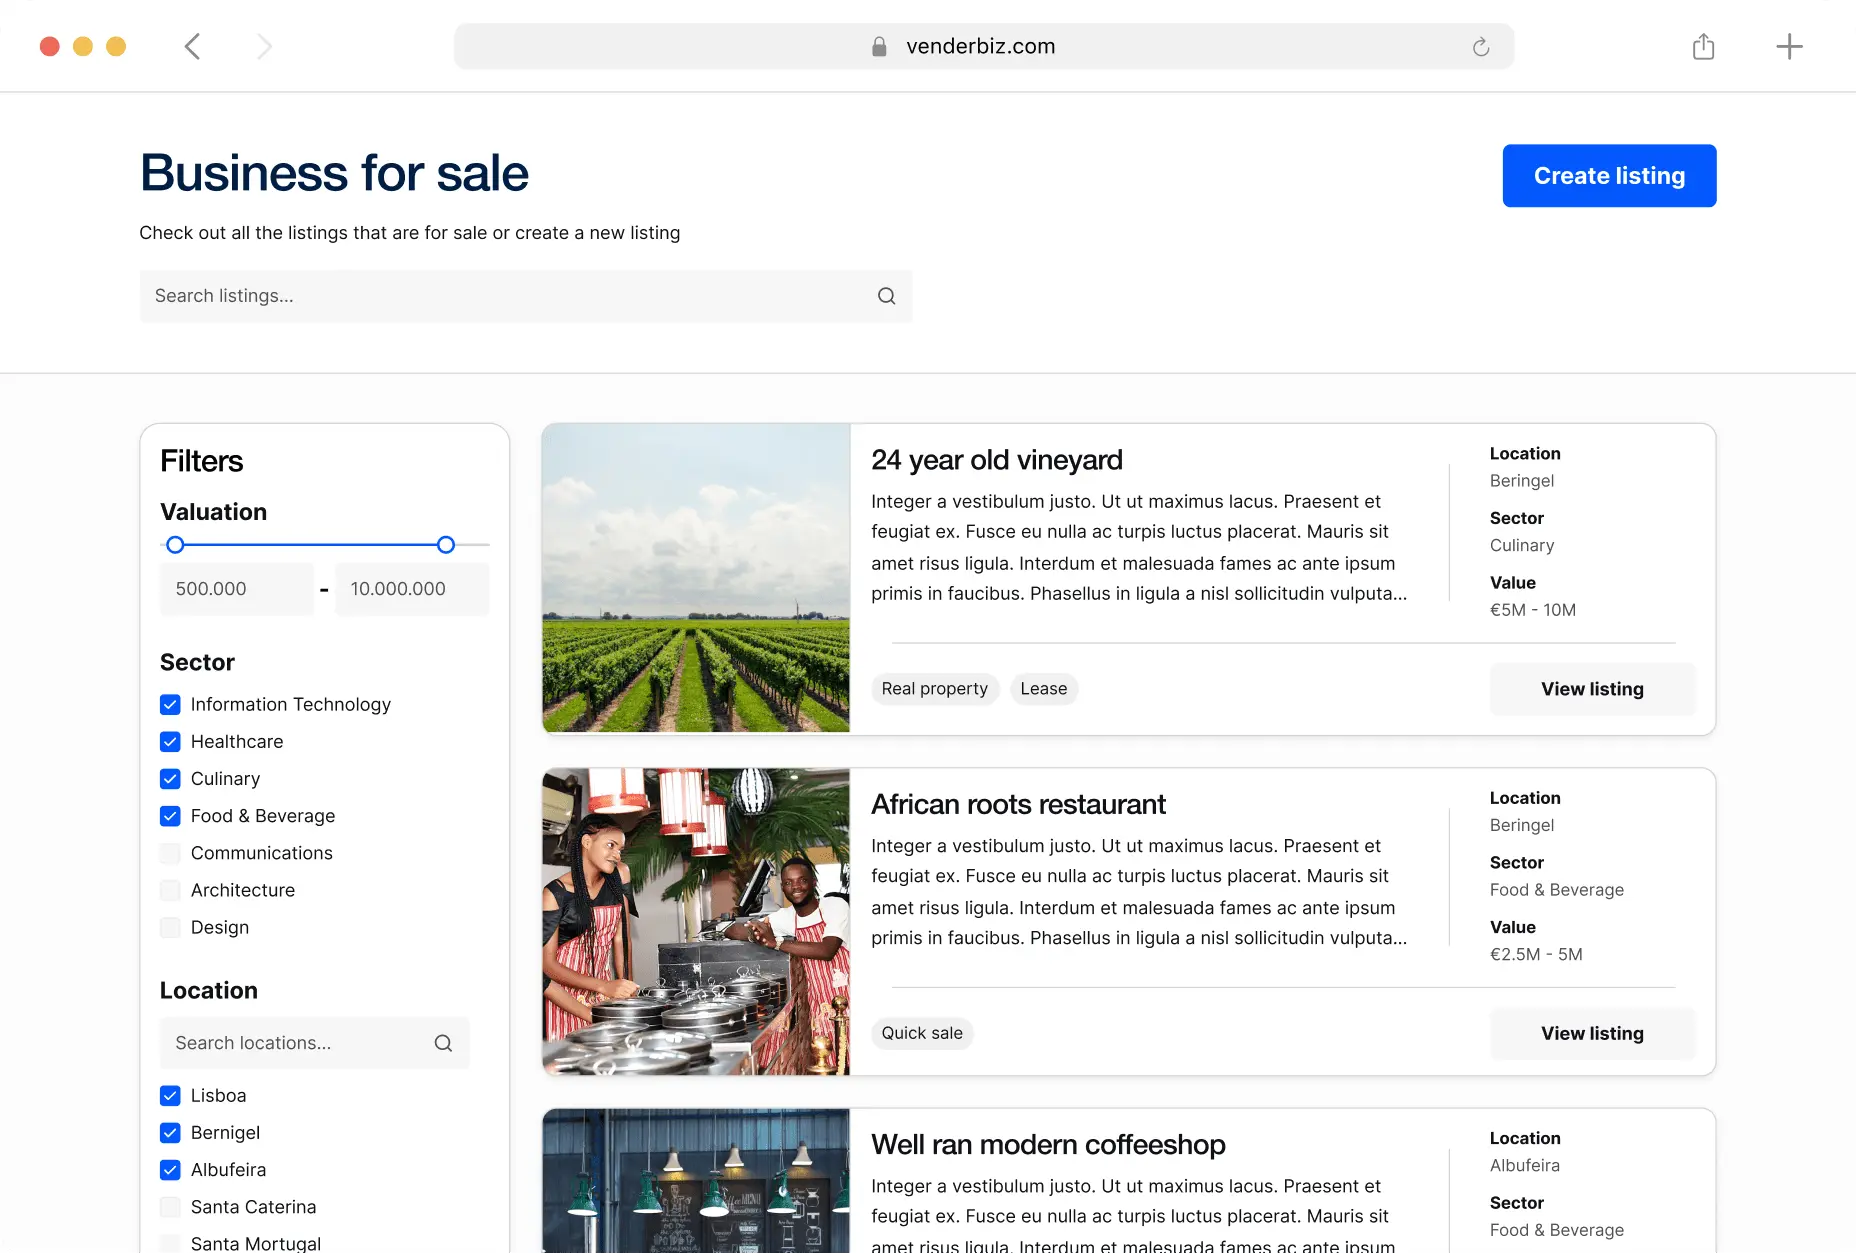 venderbiz.com
Business for sale
Create listing
Check out all the listings that are for sale or create a new listing
Search listings...
Filters
Valuation
500.000 - 10.000.000
Sector
Information Technology
Healthcare
Culinary
Food & Beverage
Communications
Architecture
Design
Location
Search locations...
Lisboa
Bernigel
Albufeira
Santa Caterina
Santa Mortugal
24 year old vineyard
Integer a vestibulum justo. Ut ut maximus lacus. Praesent et
feugiat ex. Fusce eu nulla ac turpis luctus placerat. Mauris sit
amet risus ligula. Interdum et malesuada fames ac ante ipsum
primis in faucibus. Phasellus in ligula a nisl sollicitudin vulputa...
Location
Beringel
Sector
Culinary
Value
€5M - 10M
Real property
Lease
View listing
African roots restaurant
Integer a vestibulum justo. Ut ut maximus lacus. Praesent et
feugiat ex. Fusce eu nulla ac turpis luctus placerat. Mauris sit
amet risus ligula. Interdum et malesuada fames ac ante ipsum
primis in faucibus. Phasellus in ligula a nisl sollicitudin vulputa...
Location
Beringel
Sector
Food & Beverage
Value
€2.5M - 5M
Quick sale
View listing
Well ran modern coffeeshop
Integer a vestibulum justo. Ut ut maximus lacus. Praesent et
feugiat ex. Fusce eu nulla ac turpis luctus placerat. Mauris sit
amet risus ligula. Interdum et malesuada fames ac ante ipsum
Location
Albufeira
Sector
Food & Beverage